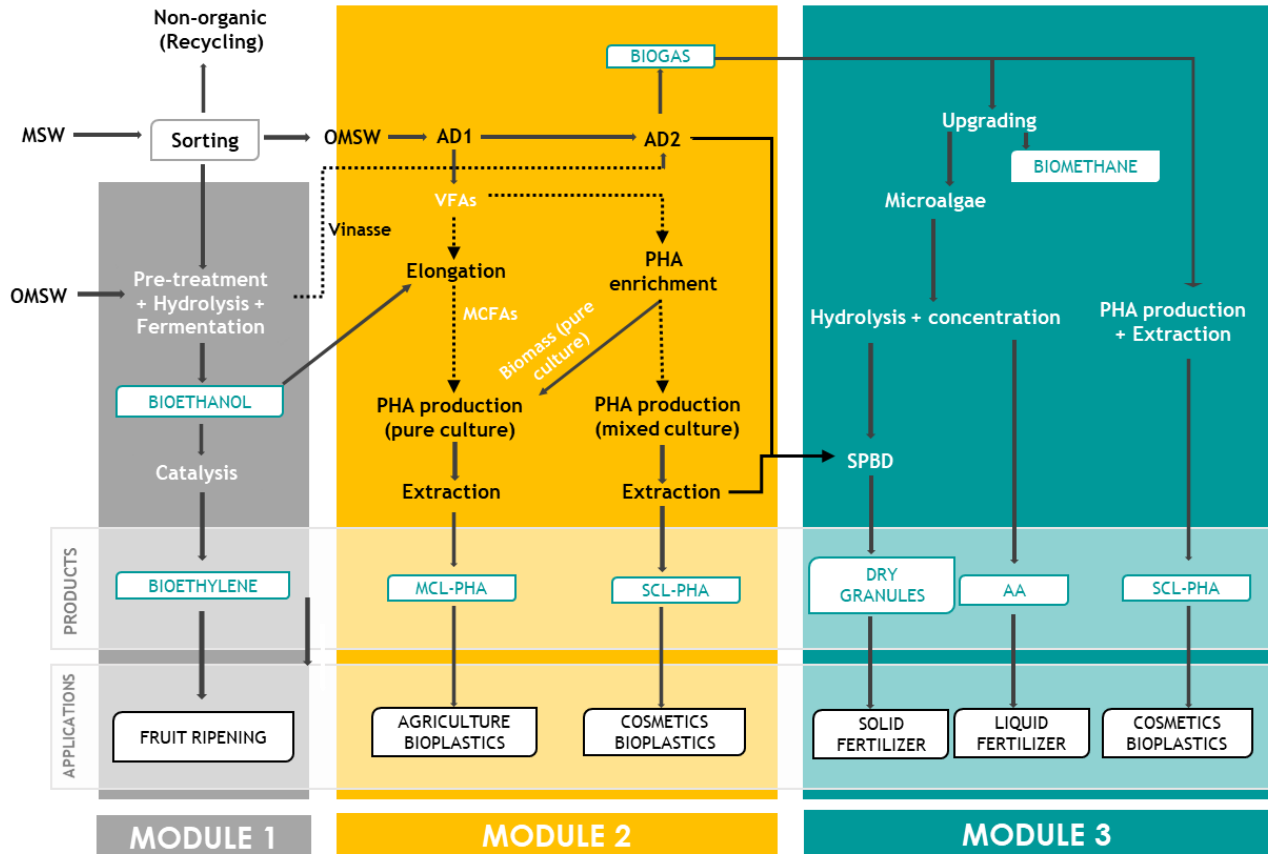 Non-organic
(Recycling)
BIOGAS
MSW
Sorting
OMSW
AD1
AD2
Upgrading
BIOMETHANE
VFAs
Microalgae
Vinasse
OMSW
Pre-treatment
+ Hydrolysis +
Fermentation
Elongation
PHA
enrichment
MCFAs
Biomass (pure
culture)
Hydrolysis + concentration
PHA production
+ Extraction
BIOETHANOL
PHA production
(pure culture)
PHA production
(mixed culture)
Catalysis
Extraction
Extraction
SPBD
PRODUCTS
BIOETHYLENE
MCL-PHA
SCL-PHA
DRY
GRANULES
AA
SCL-PHA
APPLICATIONS
FRUIT RIPENING
AGRICULTURE
BIOPLASTICS
COSMETICS
BIOPLASTICS
SOLID
FERTILIZER
LIQUID
FERTILIZER
COSMETICS
BIOPLASTICS
MODULE 1
MODULE 2
MODULE 3